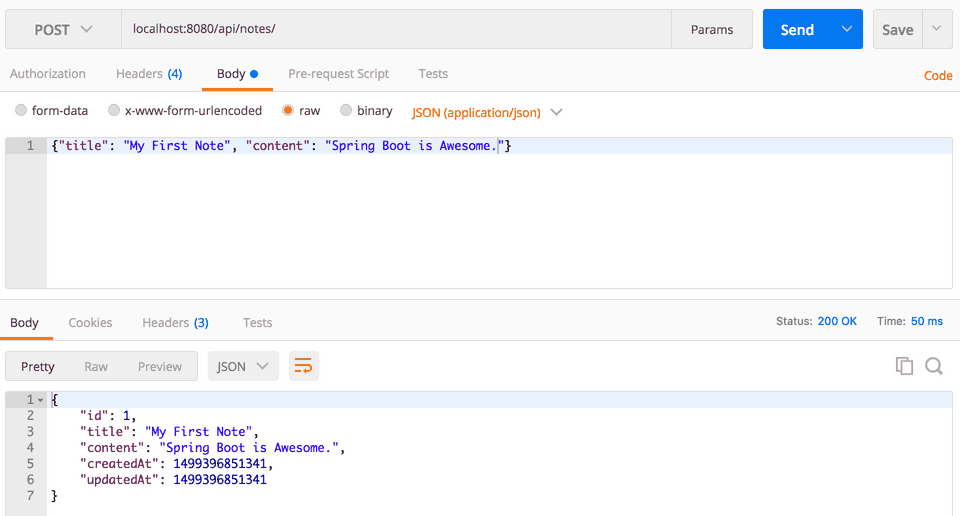 POST localhost:8080/api/notes/ Params Send Save
Authorization Headers (4) Body Pre-request Script Tests Code
form-data x-www-form-urlencoded raw binary JSON (application/json)
1 {"title": "My First Note", "content": "Spring Boot is Awesome."}
Body Cookies Headers (3) Tests Status: 200 OK Time: 50 ms
Pretty Raw Preview JSON
1 {
2 "id": 1,
3 "title": "My First Note",
4 "content": "Spring Boot is Awesome.",
5 "createdAt": 1499396851341,
6 "updatedAt": 1499396851341
7 }